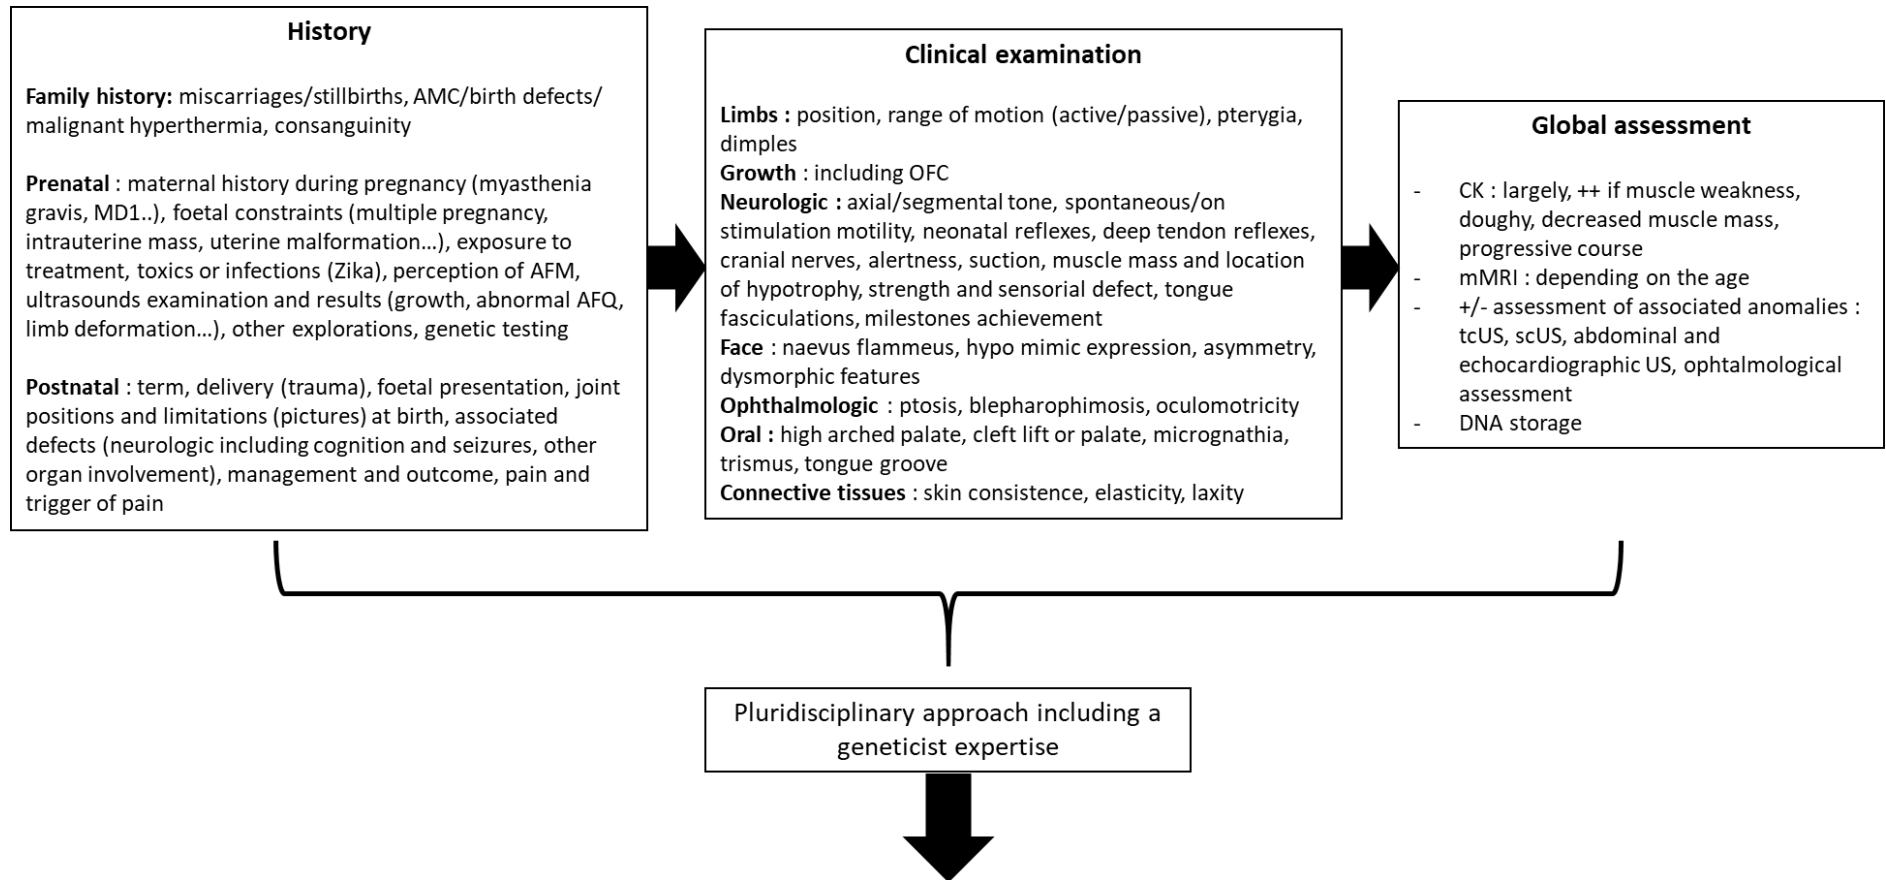 History
Family history: miscarriages/stillbirths, AMC/birth defects/
malignant hyperthermia, consanguinity
Prenatal : maternal history during pregnancy (myasthenia
gravis, MD1..), foetal constraints (multiple pregnancy,
intrauterine mass, uterine malformation...), exposure to
treatment, toxics or infections (Zika), perception of AFM,
ultrasounds examination and results (growth, abnormal AFQ,
limb deformation...), other explorations, genetic testing
Postnatal : term, delivery (trauma), foetal presentation, joint
positions and limitations (pictures) at birth, associated
defects (neurologic including cognition and seizures, other
organ involvement), management and outcome, pain and
trigger of pain
Clinical examination
Limbs : position, range of motion (active/passive), pterygia,
dimples
Growth : including OFC
Neurologic : axial/segmental tone, spontaneous/on
stimulation motility, neonatal reflexes, deep tendon reflexes,
cranial nerves, alertness, suction, muscle mass and location
of hypotrophy, strength and sensorial defect, tongue
fasciculations, milestones achievement
Face : naevus flammeus, hypo mimic expression, asymmetry,
dysmorphic features
Ophthalmologic : ptosis, blepharophimosis, oculomotricity
Oral : high arched palate, cleft lift or palate, micrognathia,
trismus, tongue groove
Connective tissues : skin consistence, elasticity, laxity
Global assessment
- CK : largely, ++ if muscle weakness,
doughy, decreased muscle mass,
progressive course
- mMRI : depending on the age
- +/- assessment of associated anomalies :
tcUS, scUS, abdominal and
echocardiographic US, ophtalmological
assessment
- DNA storage
Pluridisciplinary approach including a
geneticist expertise